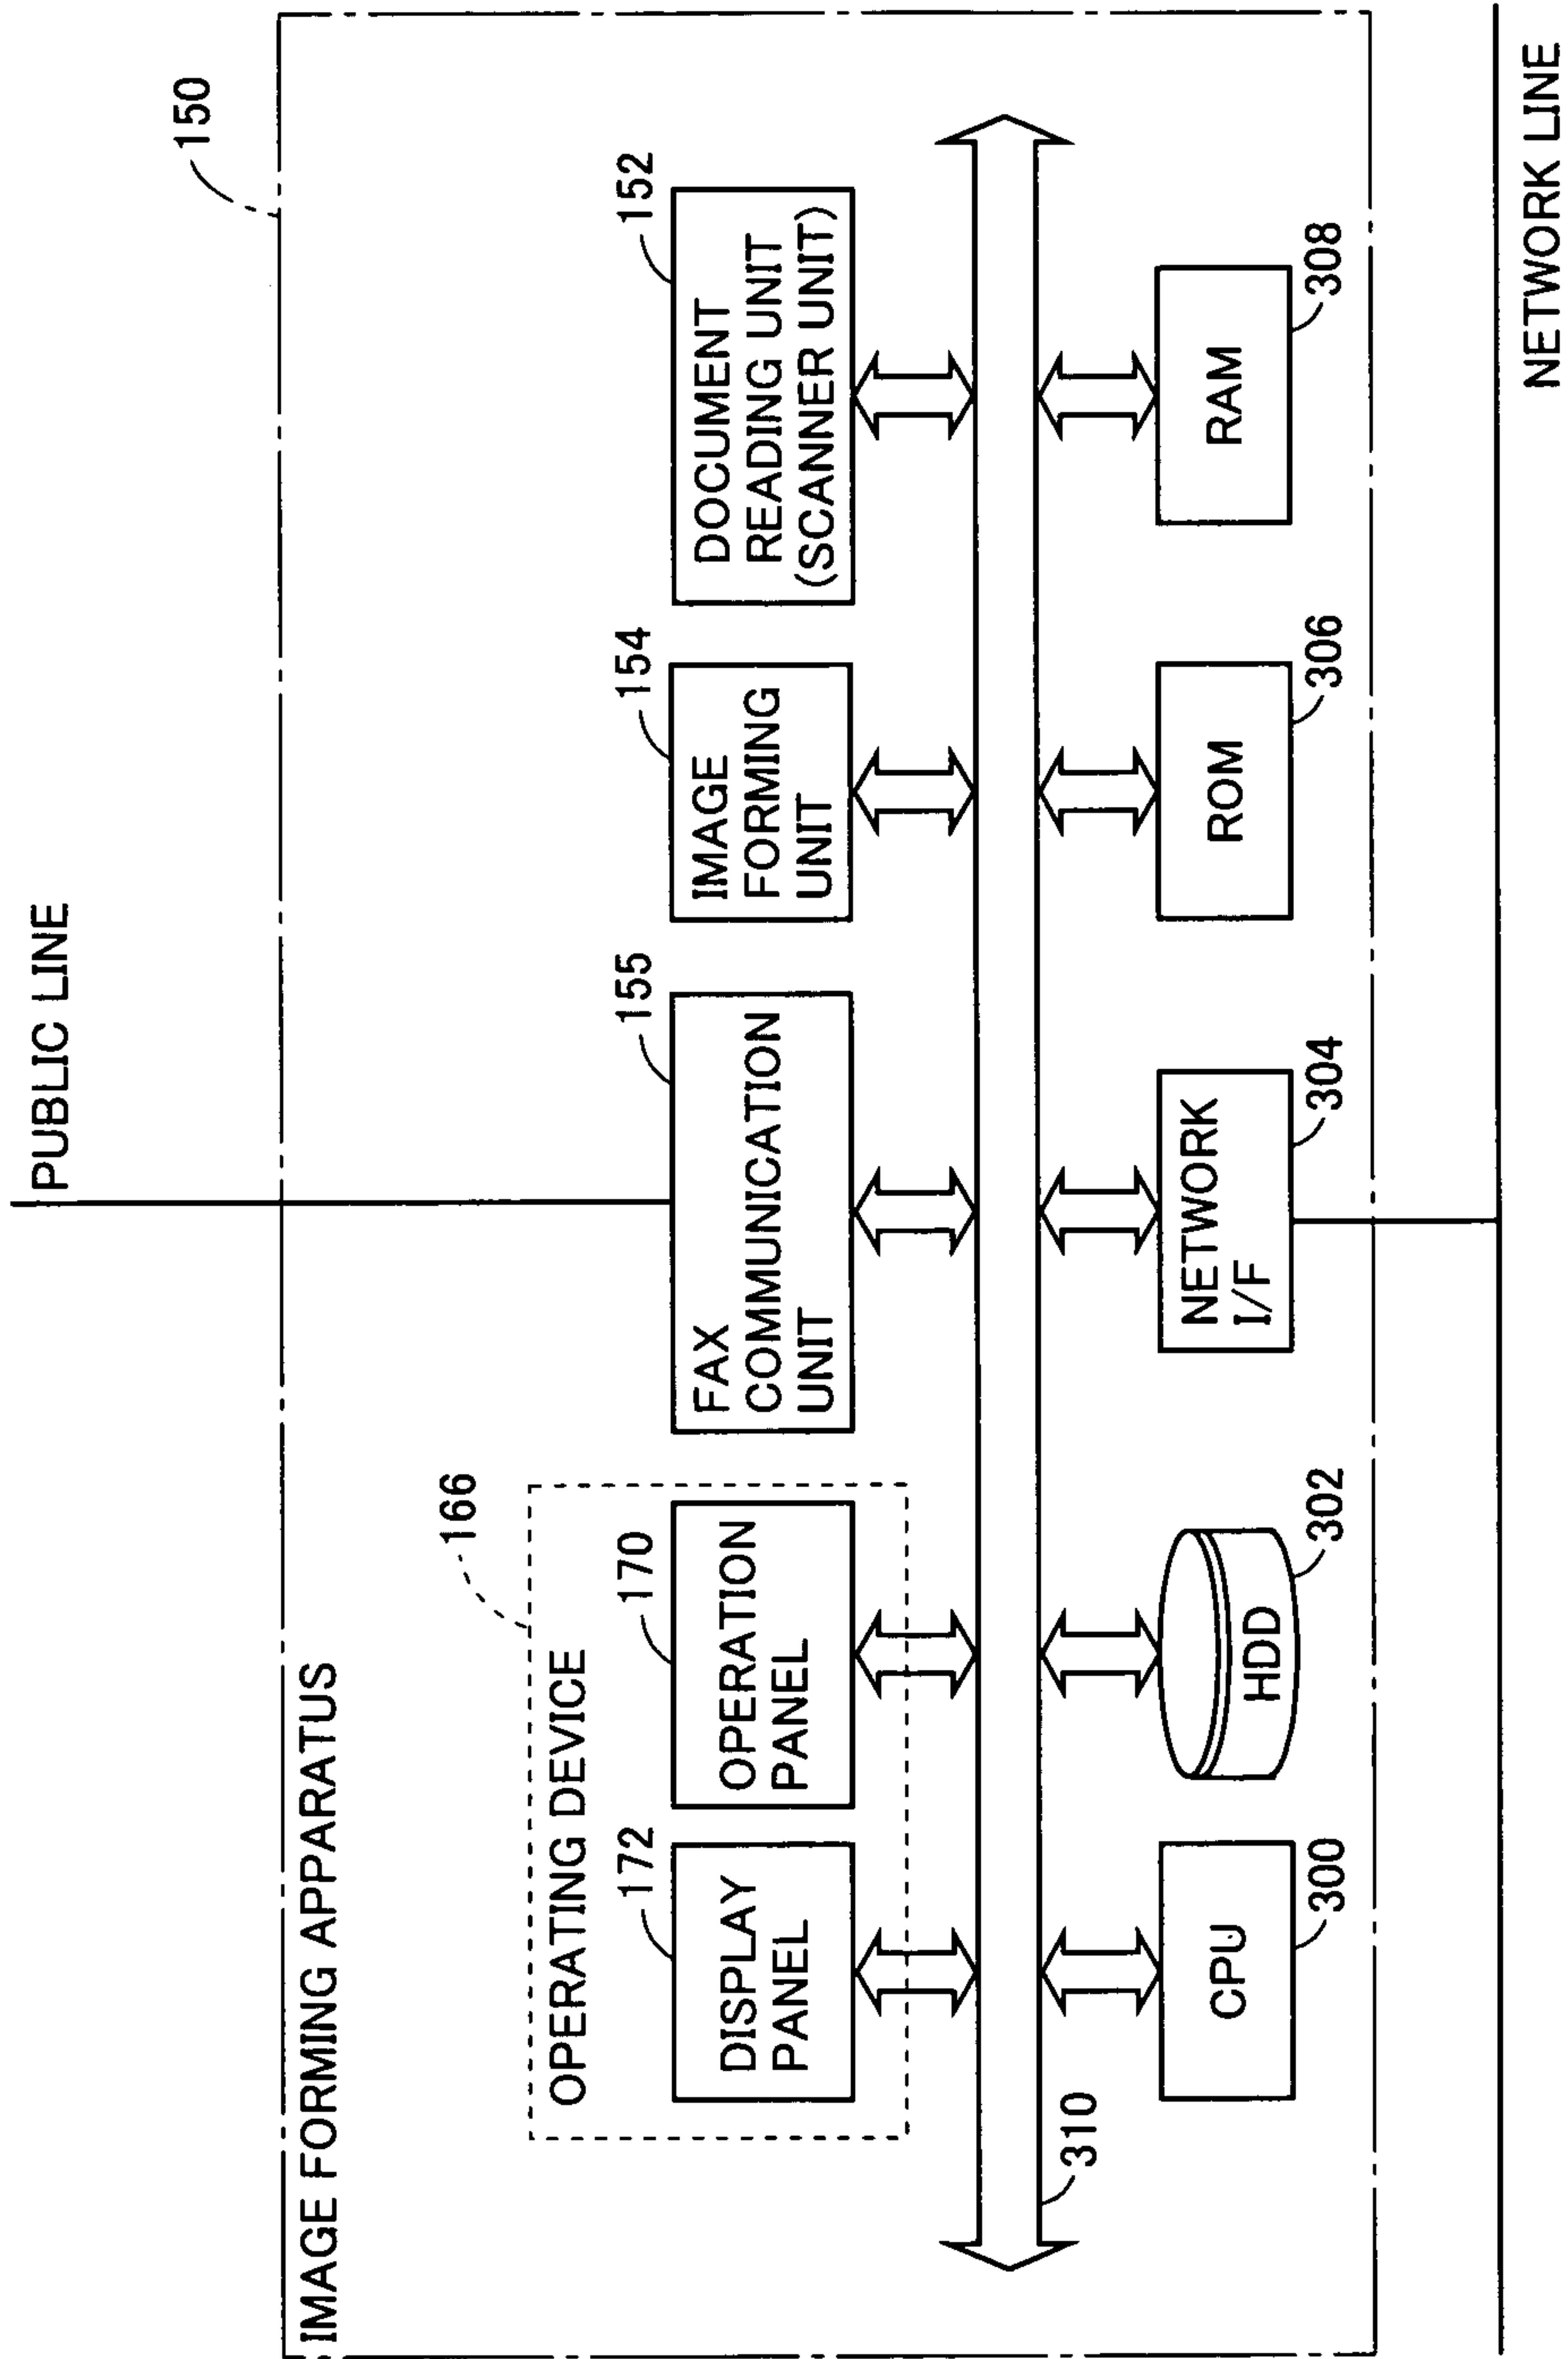 PUBLIC LINE
150
IMAGE FORMING APPARATUS
166
OPERATING DEVICE
172
DISPLAY
PANEL
170
OPERATION
PANEL
155
FAX
COMMUNICATION
UNIT
154
IMAGE
FORMING
UNIT
152
DOCUMENT
READING UNIT
(SCANNER UNIT)
310
CPU
300
HDD
302
NETWORK
I/F
304
ROM
306
RAM
308
NETWORK LINE